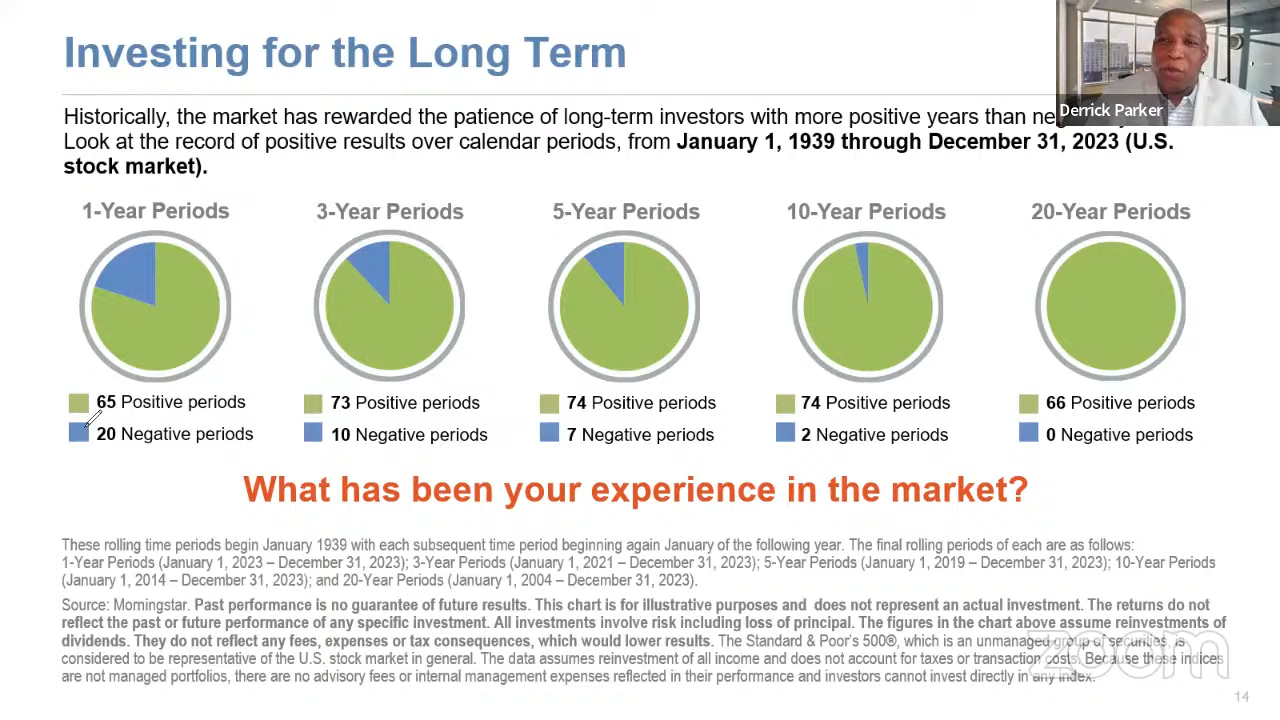 Investing for the Long Term
Derrick Parker
Historically, the market has rewarded the patience of long-term investors with more positive years than
Look at the record of positive results over calendar periods, from January 1, 1939 through December 31, 2023 (U.S.
stock market).
1-Year Periods
3-Year Periods
5-Year Periods
10-Year Periods
20-Year Periods
65 Positive periods
20 Negative periods
73 Positive periods
10 Negative periods
74 Positive periods
7 Negative periods
74 Positive periods
2 Negative periods
66 Positive periods
0 Negative periods
What has been your experience in the market?
These rolling time periods begin January 1939 with each subsequent time period beginning again January of the following year. The final rolling periods of each are as follows:
1-Year Periods (January 1, 2023 – December 31, 2023); 3-Year Periods (January 1, 2021 – December 31, 2023); 5-Year Periods (January 1, 2019 – December 31, 2023); 10-Year Periods
(January 1, 2014 – December 31, 2023); and 20-Year Periods (January 1, 2004 – December 31, 2023).
Source: Morningstar. Past performance is no guarantee of future results. This chart is for illustrative purposes and does not represent an actual investment. The returns do not
reflect the past or future performance of any specific investment. All investments involve risk including loss of principal. The figures in the chart above assume reinvestments of
dividends. They do not reflect any fees, expenses or tax consequences, which would lower results. The Standard & Poor's 500®, which is an unmanaged group of securities, is
considered to be representative of the U.S. stock market in general. The data assumes reinvestment of all income and does not account for taxes or transaction costs. Because these indices
are not managed portfolios, there are no advisory fees or internal management expenses reflected in their performance and investors cannot invest directly in any index.
zoom
14